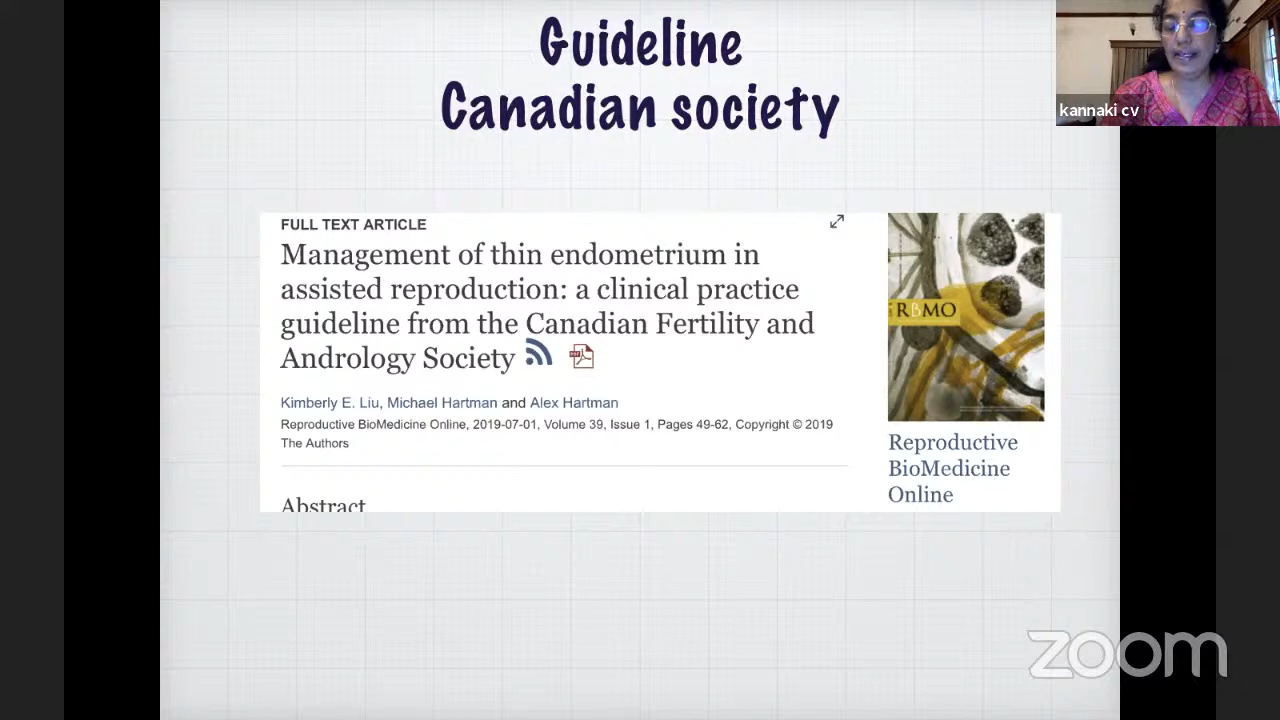 Guideline
Canadian society
kannaki cv
FULL TEXT ARTICLE
Management of thin endometrium in
assisted reproduction: a clinical practice
guideline from the Canadian Fertility and
Andrology Society
Kimberly E. Liu, Michael Hartman and Alex Hartman
Reproductive BioMedicine Online, 2019-07-01, Volume 39, Issue 1, Pages 49-62, Copyright © 2019
The Authors
Abstract
RBMO
Reproductive
BioMedicine
Online
zoom